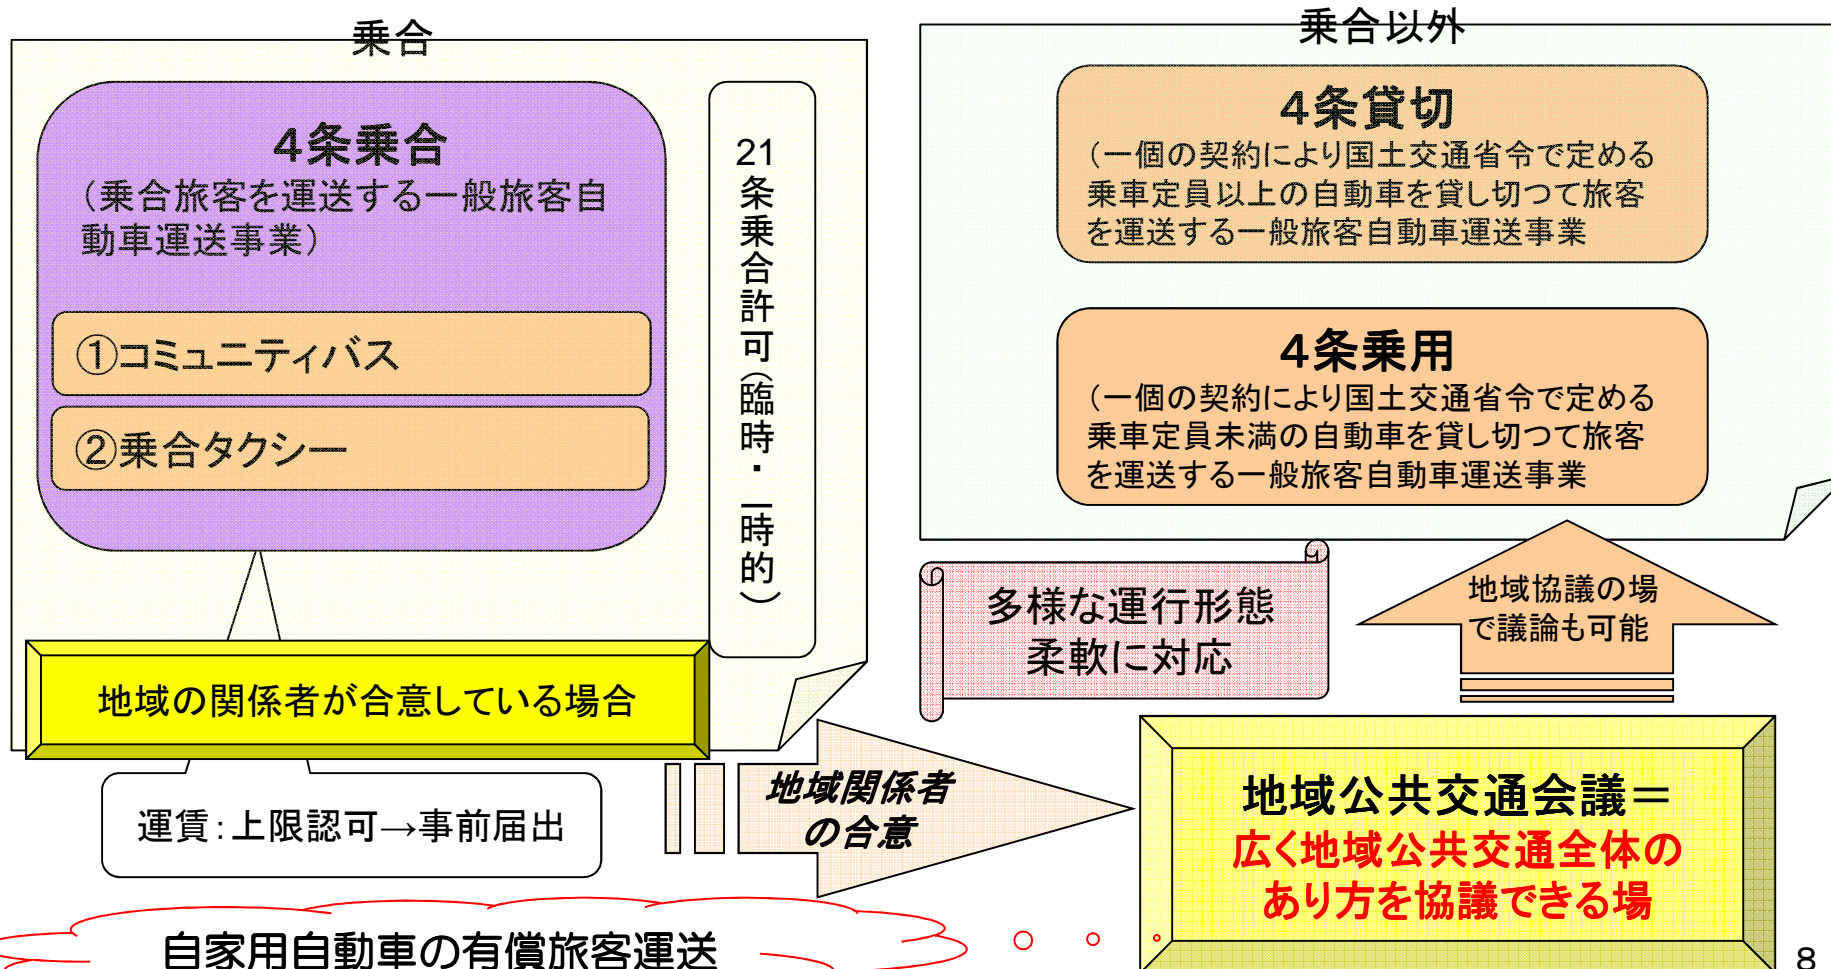 乗合
4条乗合
（乗合旅客を運送する一般旅客自
動車運送事業）
①コミュニティバス
②乗合タクシー
21条乗合許可（臨時・一時的）
地域の関係者が合意している場合
運賃：上限認可→事前届出
乗合以外
4条貸切
（一個の契約により国土交通省令で定める
乗車定員以上の自動車を貸し切つて旅客
を運送する一般旅客自動車運送事業
4条乗用
（一個の契約により国土交通省令で定める
乗車定員未満の自動車を貸し切つて旅客
を運送する一般旅客自動車運送事業
多様な運行形態
柔軟に対応
地域協議の場
で議論も可能
地域関係者
の合意
地域公共交通会議＝
広く地域公共交通全体の
あり方を協議できる場
自家用自動車の有償旅客運送
8